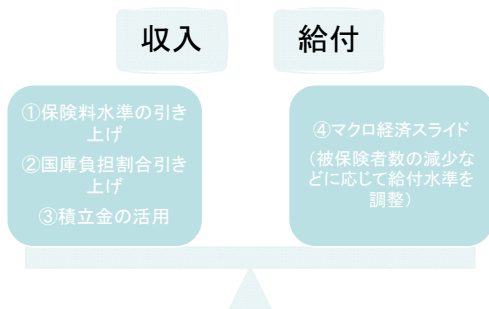 収入
給付
①保険料水準の引き
上げ
②国庫負担割合引き
上げ
③積立金の活用
④マクロ経済スライド
（被保険者数の減少な
どに応じて給付水準を
調整）